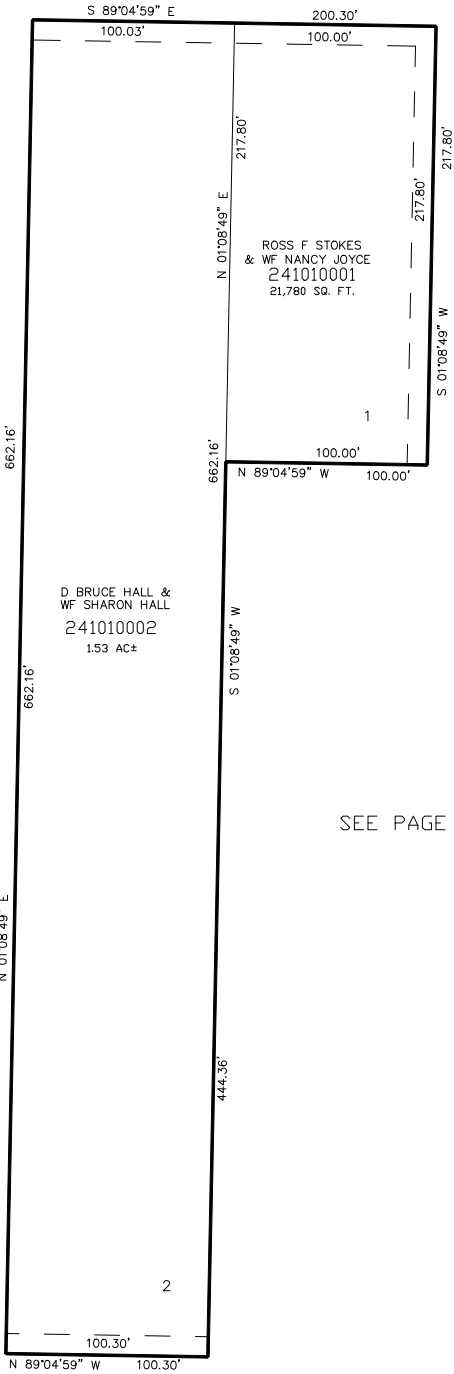 S 89°04'59" E
200.30'
100.03'
100.00'
217.80'
217.80'
217.80'
N 01°08'49" E
ROSS F STOKES
& WF NANCY JOYCE
241010001
21,780 SQ. FT.
S 01°08'49" W
1
662.16'
662.16'
100.00'
N 89°04'59" W
100.00'
D BRUCE HALL &
WF SHARON HALL
241010002
1.53 AC±
S 01°08'49" W
662.16'
SEE PAGE
N 01°08'49" E
444.36'
2
100.30'
N 89°04'59" W
100.30'